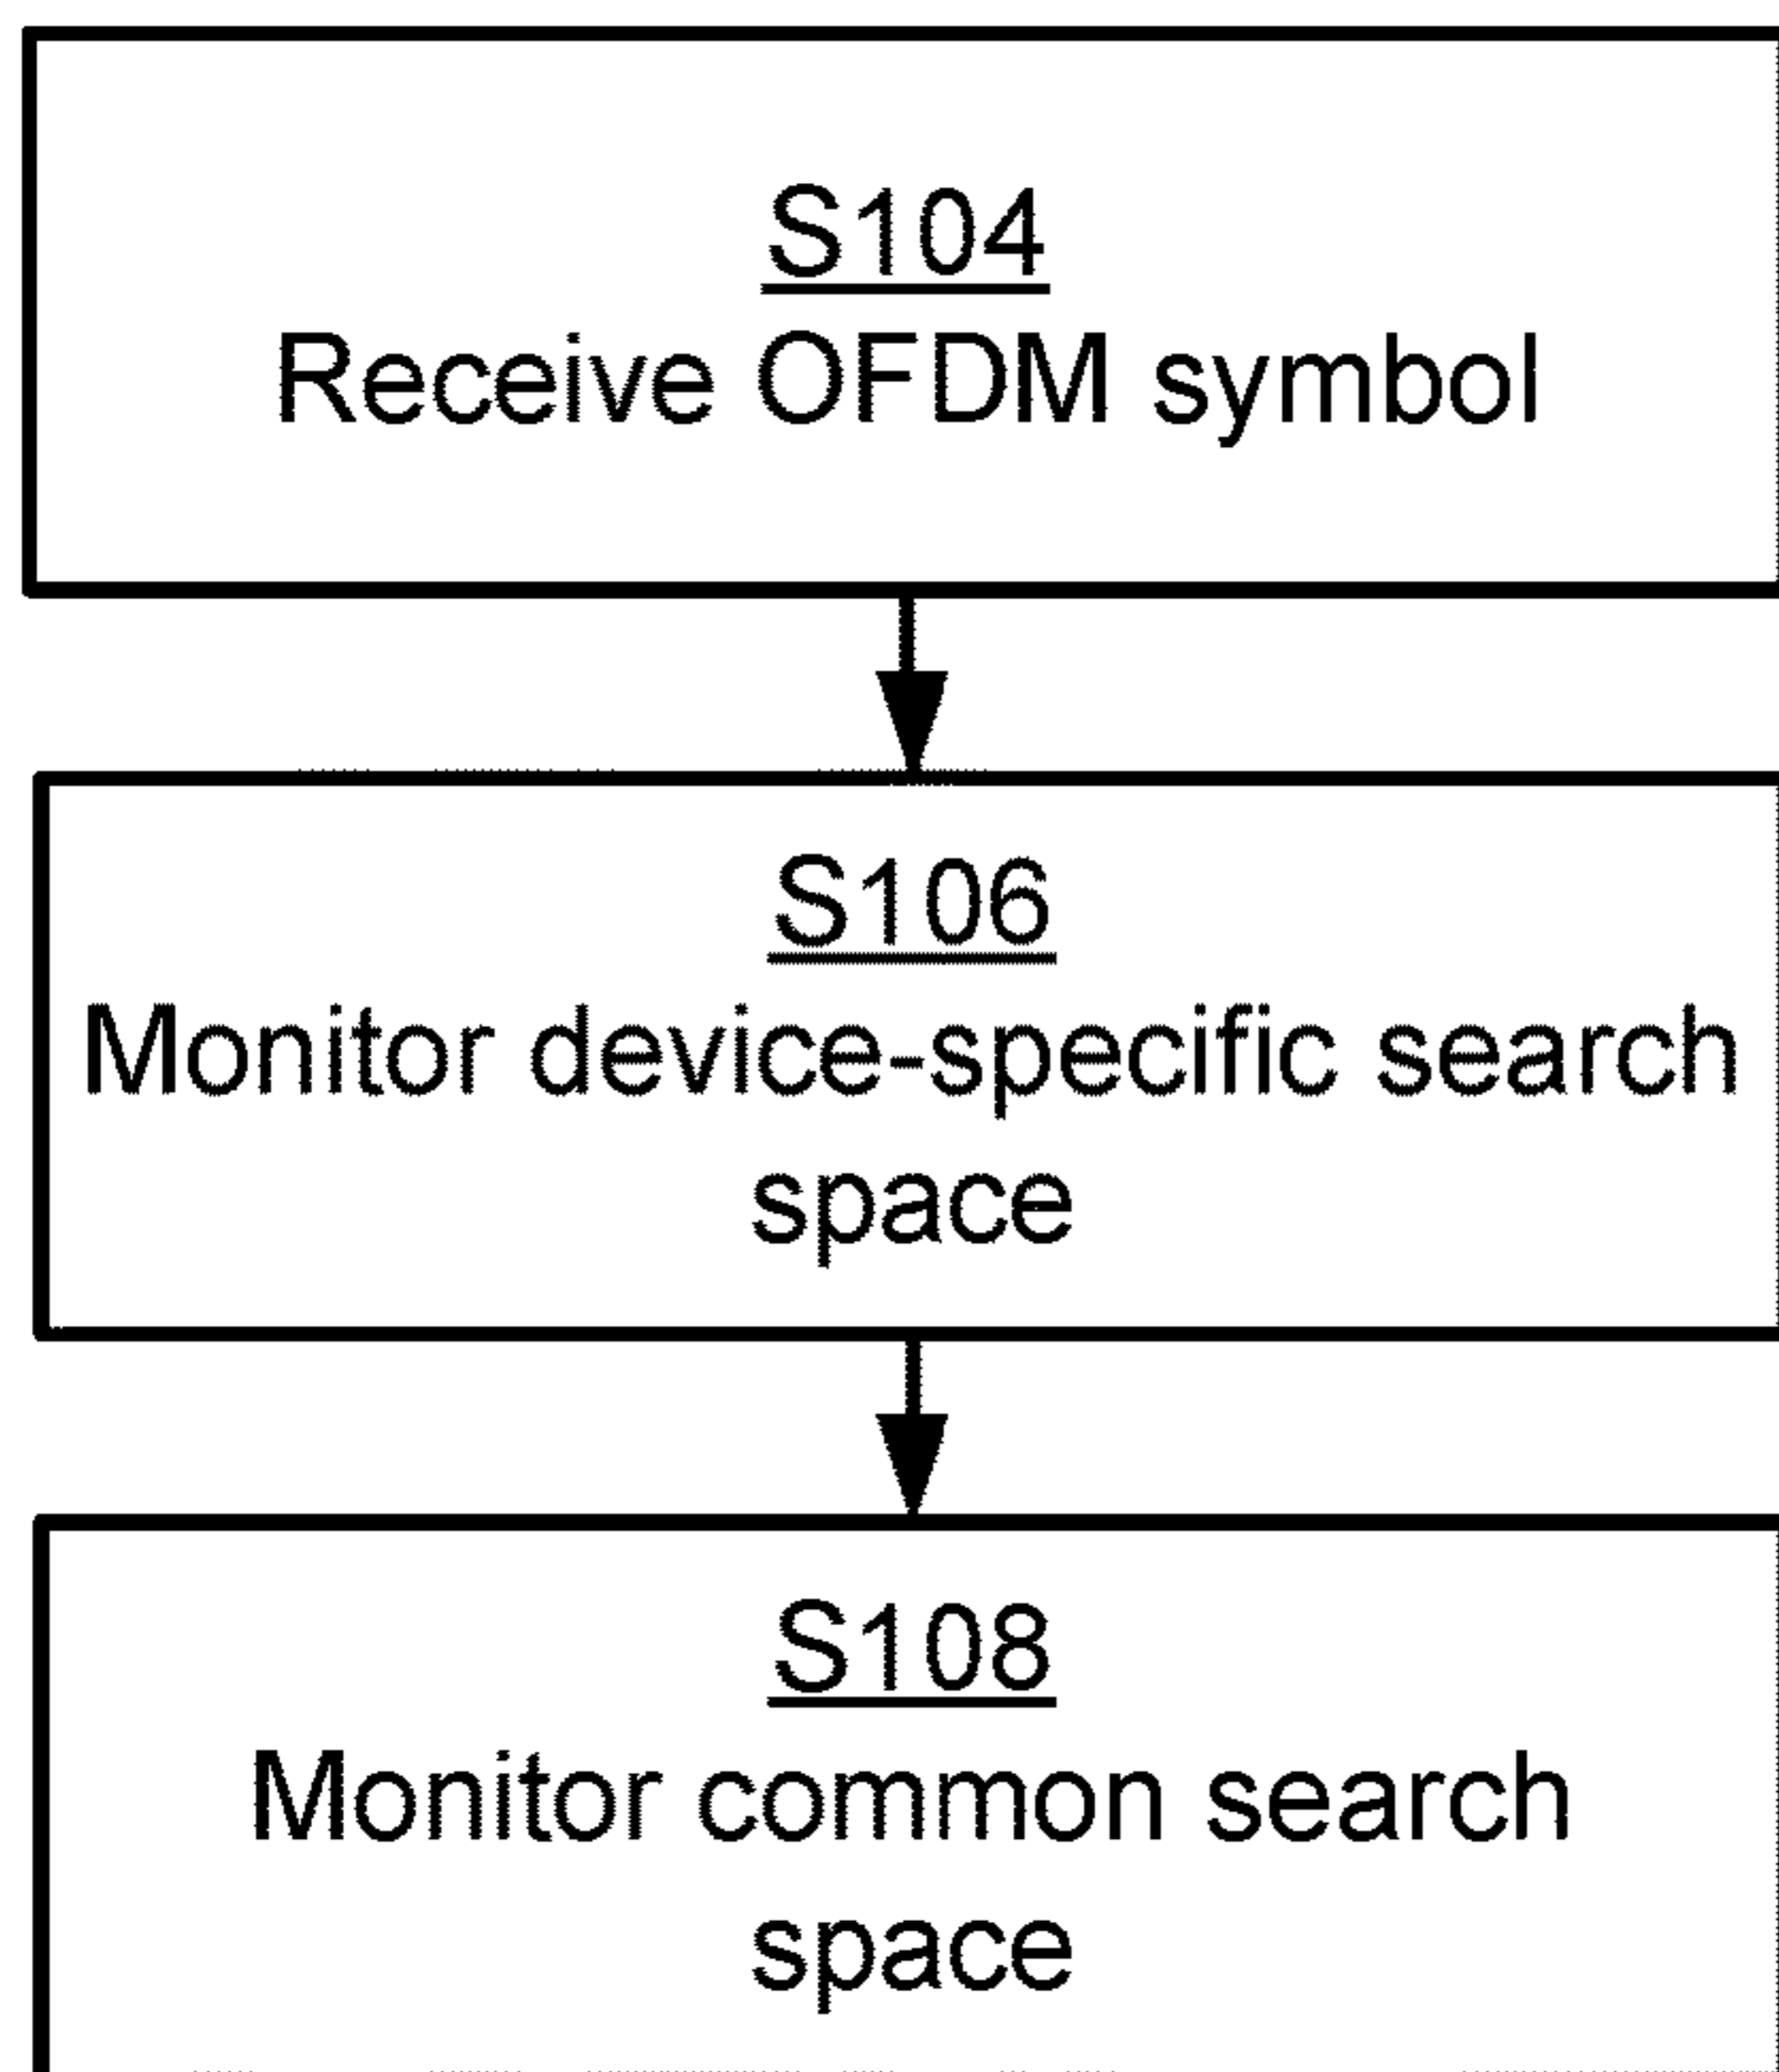 S104
Receive OFDM symbol
S106
Monitor device-specific search
space
S108
Monitor common search
space